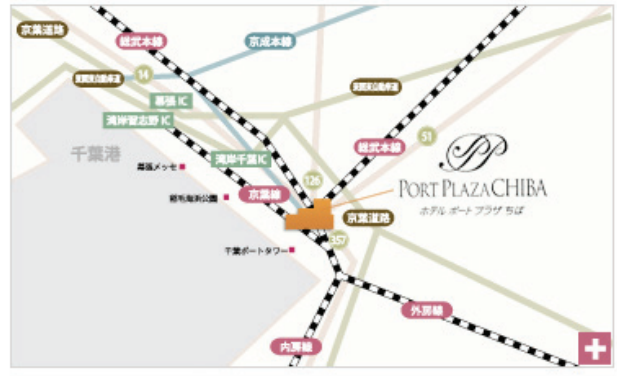 京葉道路
総武本線
京成本線
14
東関東自動車道
東関東自動車道
幕張IC
湾岸習志野IC
総武本線
51
千葉港
湾岸千葉IC
幕張メッセ
126
京葉線
稲毛海浜公園
PP
PORT PLAZA CHIBA
ホテル ポート プラザ ちば
京葉道路
357
千葉ポートタワー
外房線
内房線